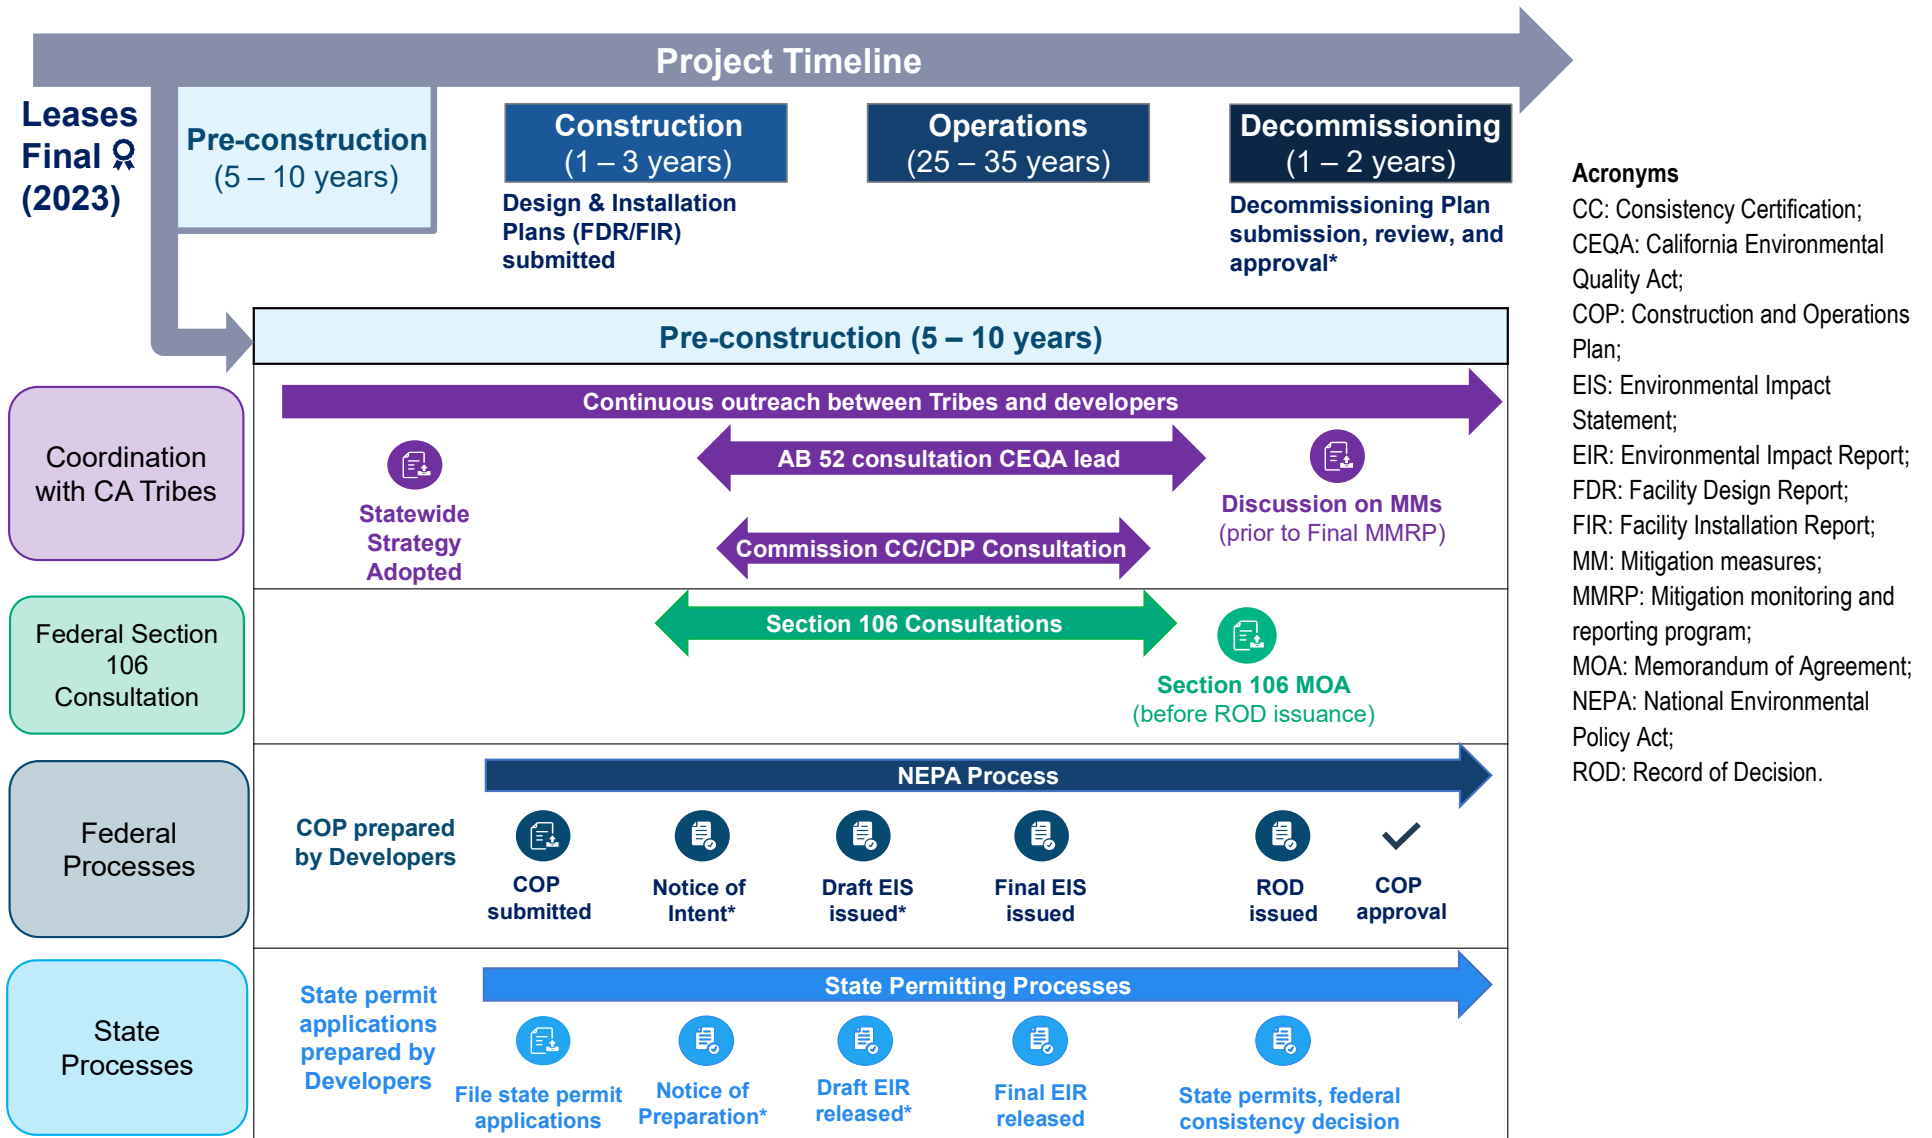 Project Timeline
Leases
Final
(2023)
Pre-construction
(5 – 10 years)
Construction
(1 – 3 years)
Design & Installation
Plans (FDR/FIR)
submitted
Operations
(25 – 35 years)
Decommissioning
(1 – 2 years)
Decommissioning Plan
submission, review, and
approval*
Pre-construction (5 – 10 years)
Coordination
with CA Tribes
Continuous outreach between Tribes and developers
Statewide
Strategy
Adopted
AB 52 consultation CEQA lead
Commission CC/CDP Consultation
Discussion on MMs
(prior to Final MMRP)
Federal Section
106
Consultation
Section 106 Consultations
Section 106 MOA
(before ROD issuance)
Federal
Processes
NEPA Process
COP prepared
by Developers
COP
submitted
Notice of
Intent*
Draft EIS
issued*
Final EIS
issued
ROD
issued
COP
approval
State
Processes
State Permitting Processes
State permit
applications
prepared by
Developers
File state permit
applications
Notice of
Preparation*
Draft EIR
released*
Final EIR
released
State permits, federal
consistency decision
Acronyms
CC: Consistency Certification;
CEQA: California Environmental
Quality Act;
COP: Construction and Operations
Plan;
EIS: Environmental Impact
Statement;
EIR: Environmental Impact Report;
FDR: Facility Design Report;
FIR: Facility Installation Report;
MM: Mitigation measures;
MMRP: Mitigation monitoring and
reporting program;
MOA: Memorandum of Agreement;
NEPA: National Environmental
Policy Act;
ROD: Record of Decision.